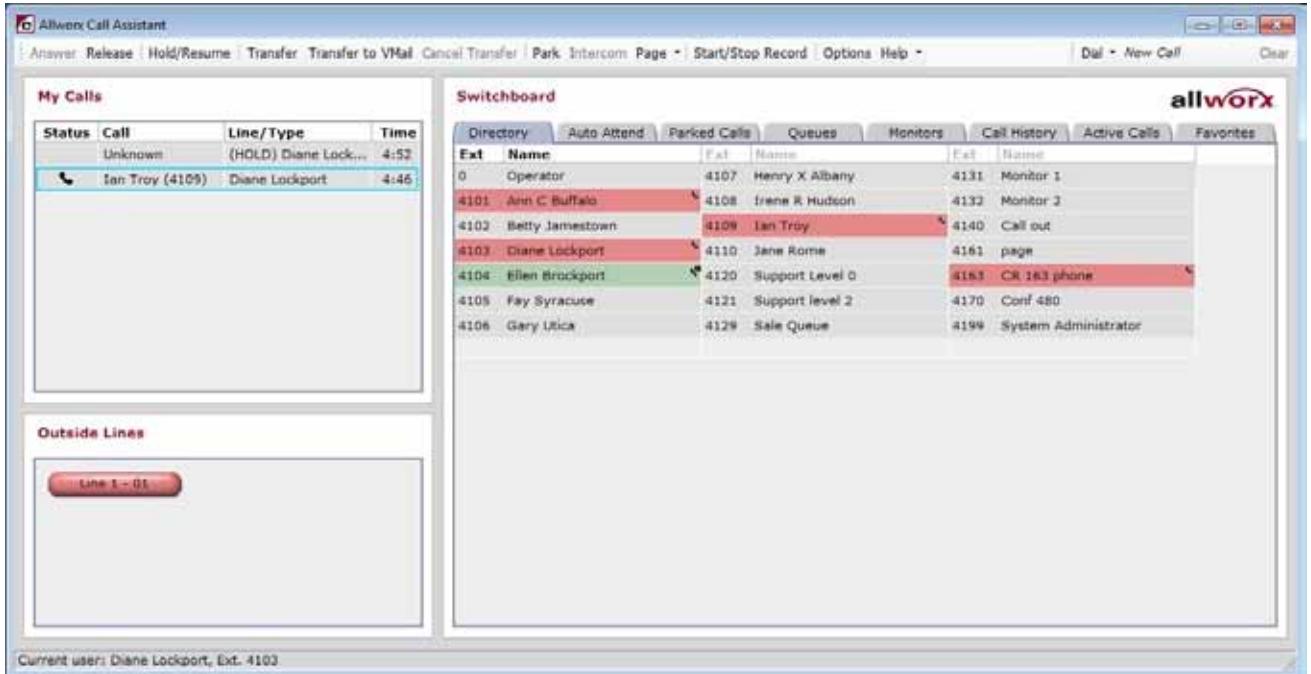 Allworx Call Assistant
Answer Release Hold/Resume Transfer Transfer to VMail Cancel Transfer Park Intercom Page Start/Stop Record Options Help Dial New Call Clear
My Calls
Status Call Line/Type Time
Unknown (HOLD) Diane Lock... 4:52
Ian Troy (4109) Diane Lockport 4:46
Outside Lines
Line 1 - 01
Switchboard
allworx
Directory Auto Attend Parked Calls Queues Monitors Call History Active Calls Favorites
Ext Name Ext Name Ext Name
0 Operator 4107 Henry X Albany 4131 Monitor 1
4101 Ann C Buffalo 4108 Irene R Hudson 4132 Monitor 2
4102 Betty Jamestown 4109 Ian Troy 4140 Call out
4103 Diane Lockport 4110 Jane Rome 4161 page
4104 Ellen Brockport 4120 Support Level 0 4163 CR 163 phone
4105 Fay Syracuse 4121 Support level 2 4170 Conf 480
4106 Gary Utica 4129 Sale Queue 4199 System Administrator
Current user: Diane Lockport, Ext. 4103